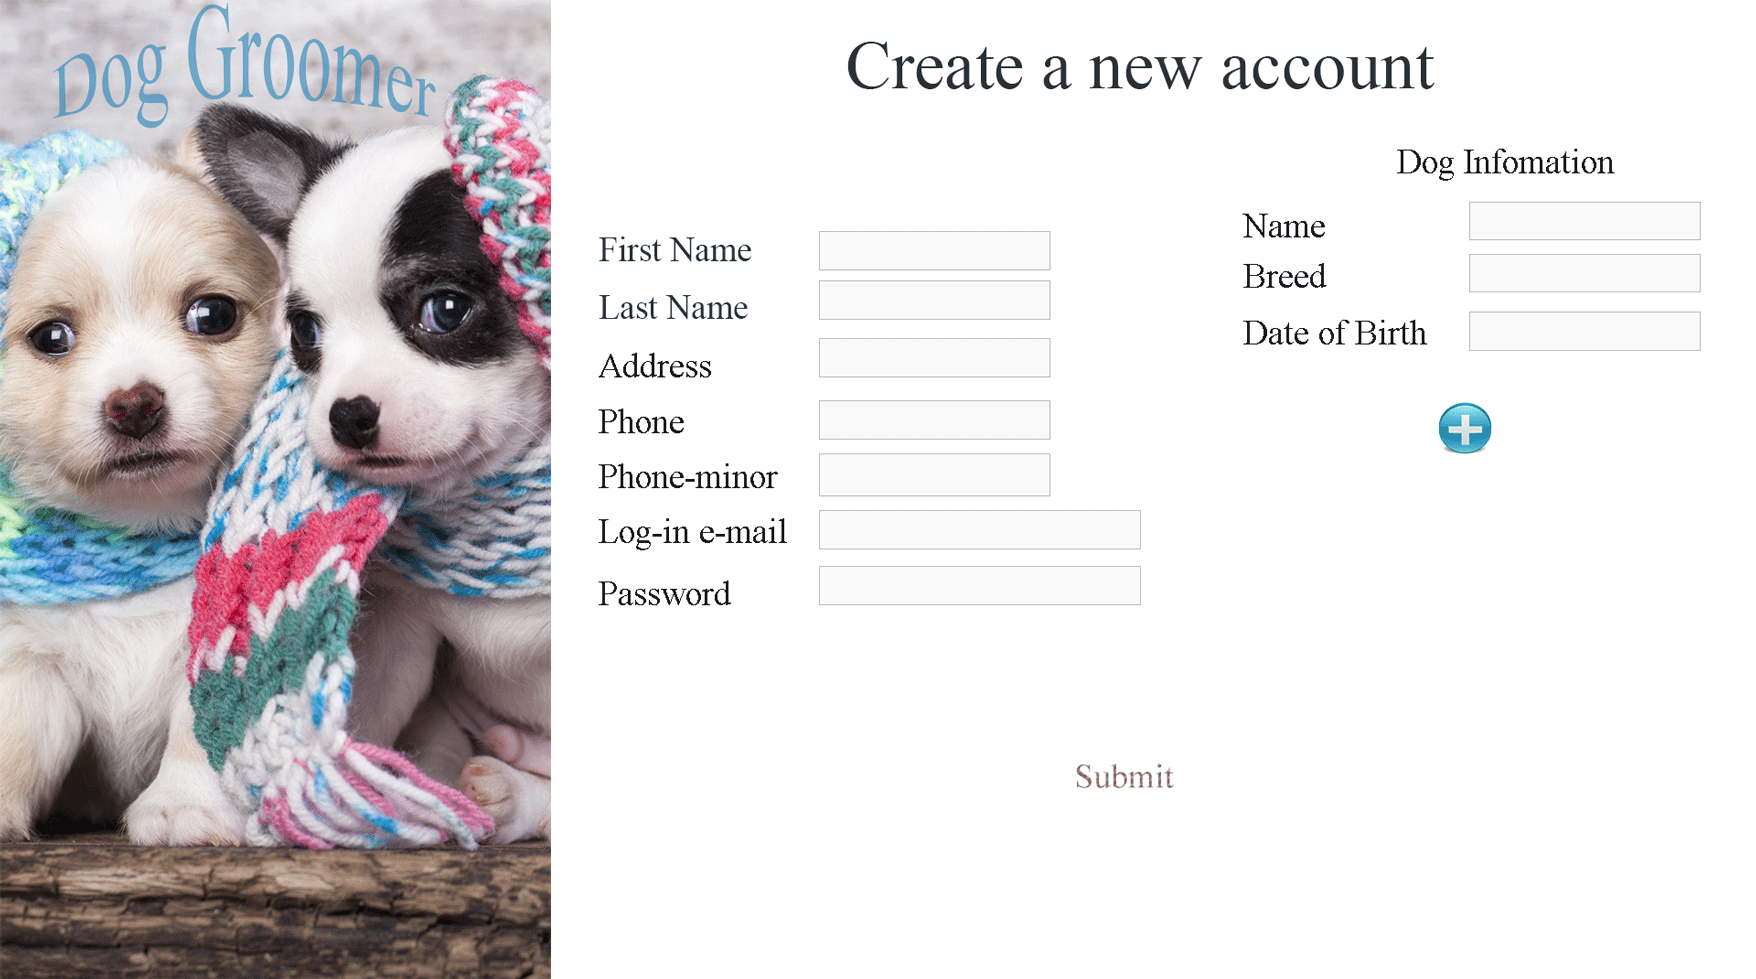 Dog Groomer
Create a new account
First Name
Last Name
Address
Phone
Phone-minor
Log-in e-mail
Password
Dog Infomation
Name
Breed
Date of Birth
Submit